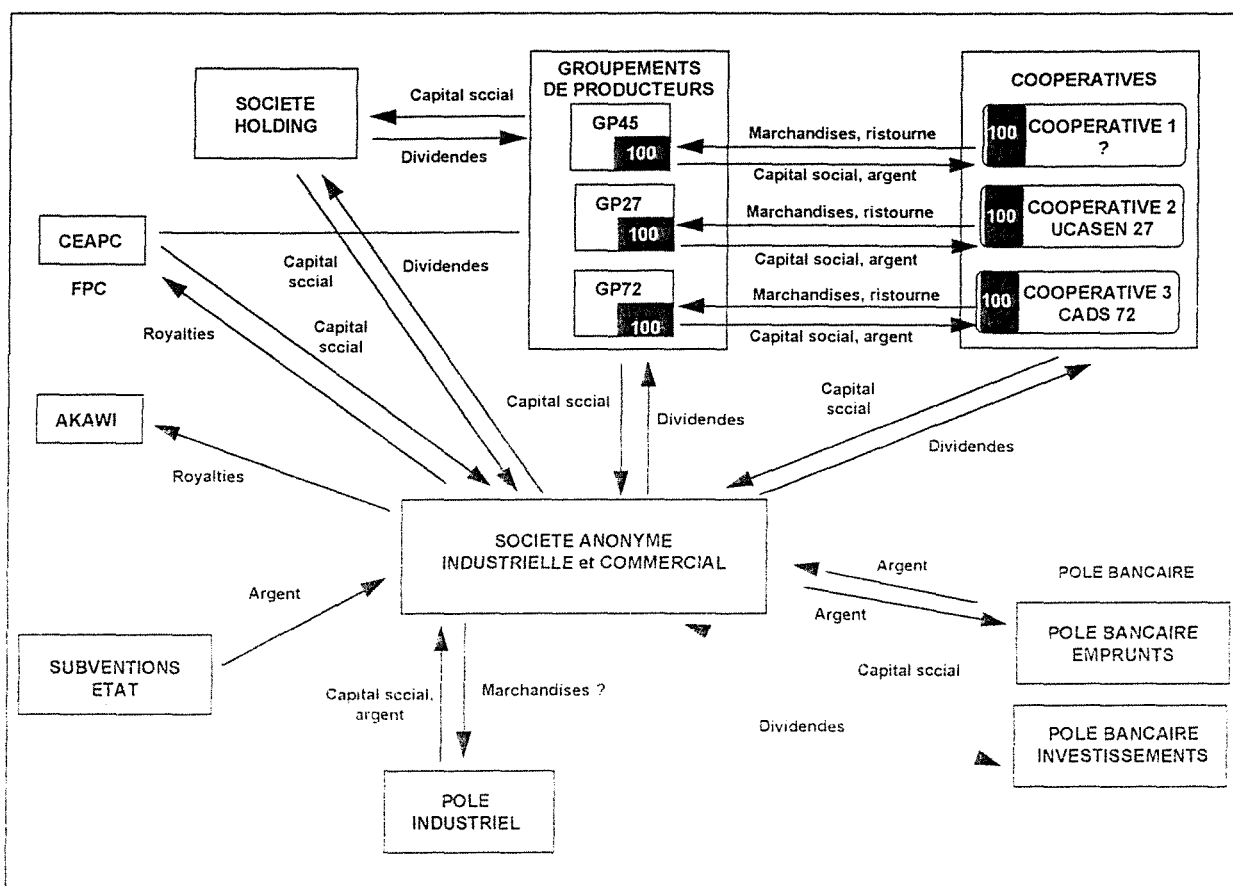 GROUPEMENTS
DE PRODUCTEURS
COOPERATIVES
SOCIETE
HOLDING
Capital sccial
Dividendes
GP45
100
Marchandises, ristourne
Capital social, argent
100
COOPERATIVE 1
?
GP27
100
Marchandises, ristourne
Capital social, argent
100
COOPERATIVE 2
UCASEN 27
GP72
100
Marchandises, ristourne
Capital social, argent
100
COOPERATIVE 3
CADS 72
CEAPC
FPC
Capital
sccial
Dividendes
Royalties
Capital
sccial
AKAWI
Royalties
Capital sccial
Dividendes
Capital
sccial
Dividendes
SOCIETE ANONYME
INDUSTRIELLE et COMMERCIAL
Argent
SUBVENTIONS
ETAT
Argent
Argent
POLE BANCAIRE
POLE BANCAIRE
EMPRUNTS
Capital sccial,
argent
Marchandises ?
Capital sccial
Dividendes
POLE BANCAIRE
INVESTISSEMENTS
POLE
INDUSTRIEL